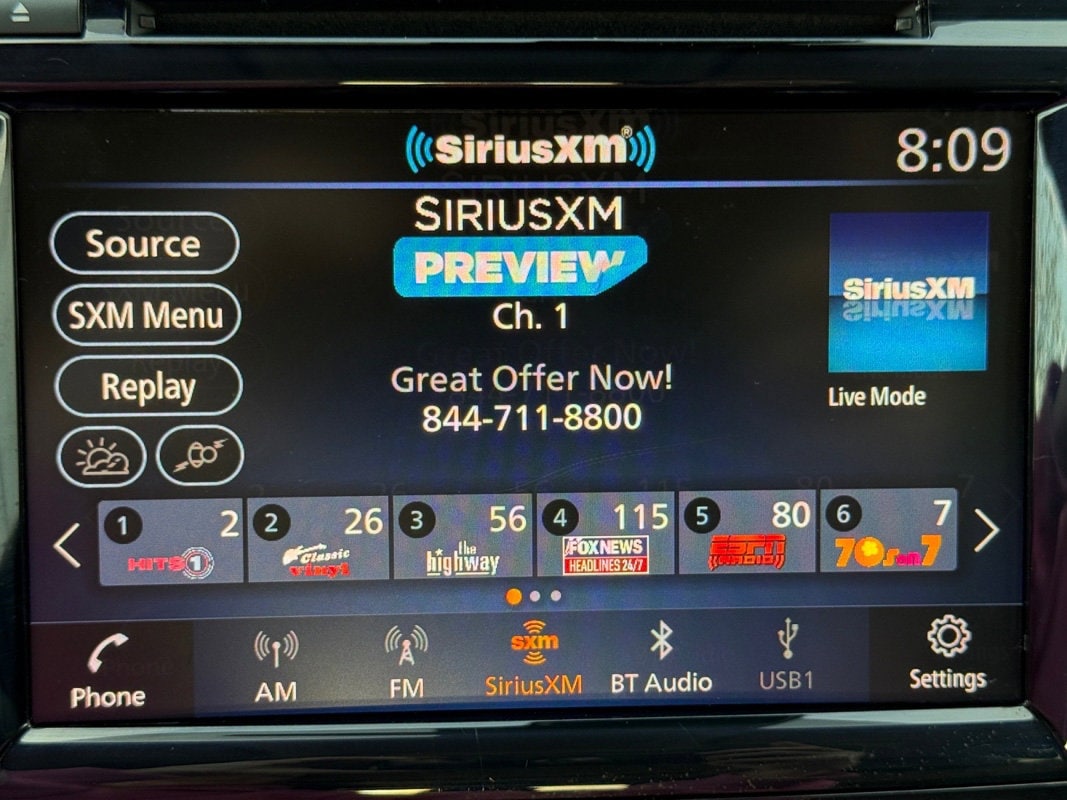 SiriusXM®
8:09
SIRIUSXM
PREVIEW
Ch. 1
Great Offer Now!
844-711-8800
Source
SXM Menu
Replay
SiriusXM
Live Mode
1 2
HITS 1
2 26
Classic
vinyl
3 56
the
highway
4 115
FOX NEWS
HEADLINES 24/7
5 80
ESPN
RADIO
6 7
70s on 7
Phone
AM
FM
sxm
SiriusXM
BT Audio
USB1
Settings